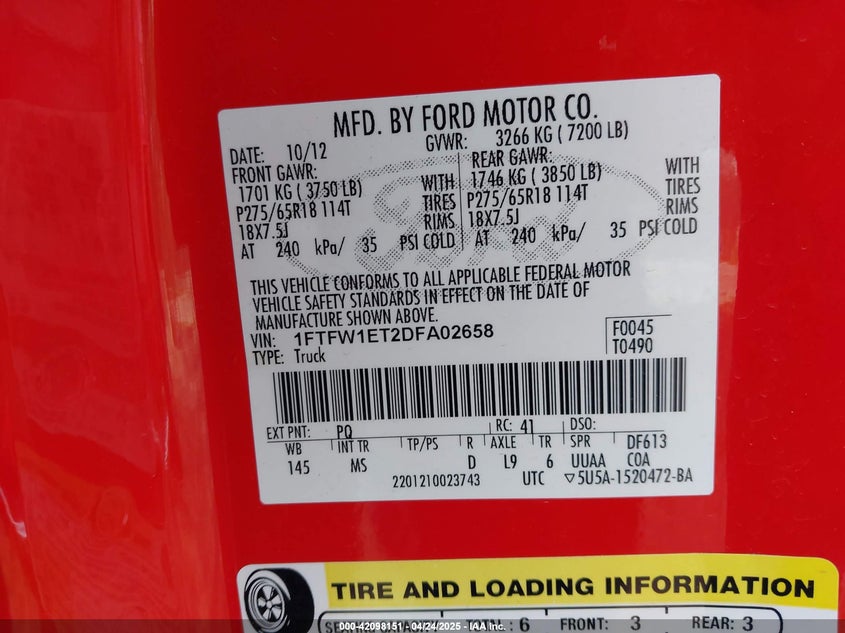 MFD. BY FORD MOTOR CO.
DATE: 10/12 GVWR: 3266 KG ( 7200 LB)
FRONT GAWR: REAR GAWR:
1701 KG ( 3750 LB) WITH 1746 KG ( 3850 LB) WITH
P275/65R18 114T TIRES P275/65R18 114T TIRES
18X7.5J RIMS 18X7.5J RIMS
AT 240 kPa/ 35 PSI COLD AT 240 kPa/ 35 PSI COLD
Ford
THIS VEHICLE CONFORMS TO ALL APPLICABLE FEDERAL MOTOR
VEHICLE SAFETY STANDARDS IN EFFECT ON THE DATE OF
MANUFACTURE SHOWN ABOVE.
VIN: 1FTFW1ET2DFA02658 F0045
TYPE: Truck T0490
EXT PNT: PQ RC: 41 DSO:
WB INT TR TP/PS R AXLE TR SPR DF613
145 MS D L9 6 UUAA COA
2201210023743 UTC ▽5U5A-1520472-BA
TIRE AND LOADING INFORMATION
6 FRONT: 3 REAR: 3
000-42098151 - 04/24/2025 - IAA Inc.